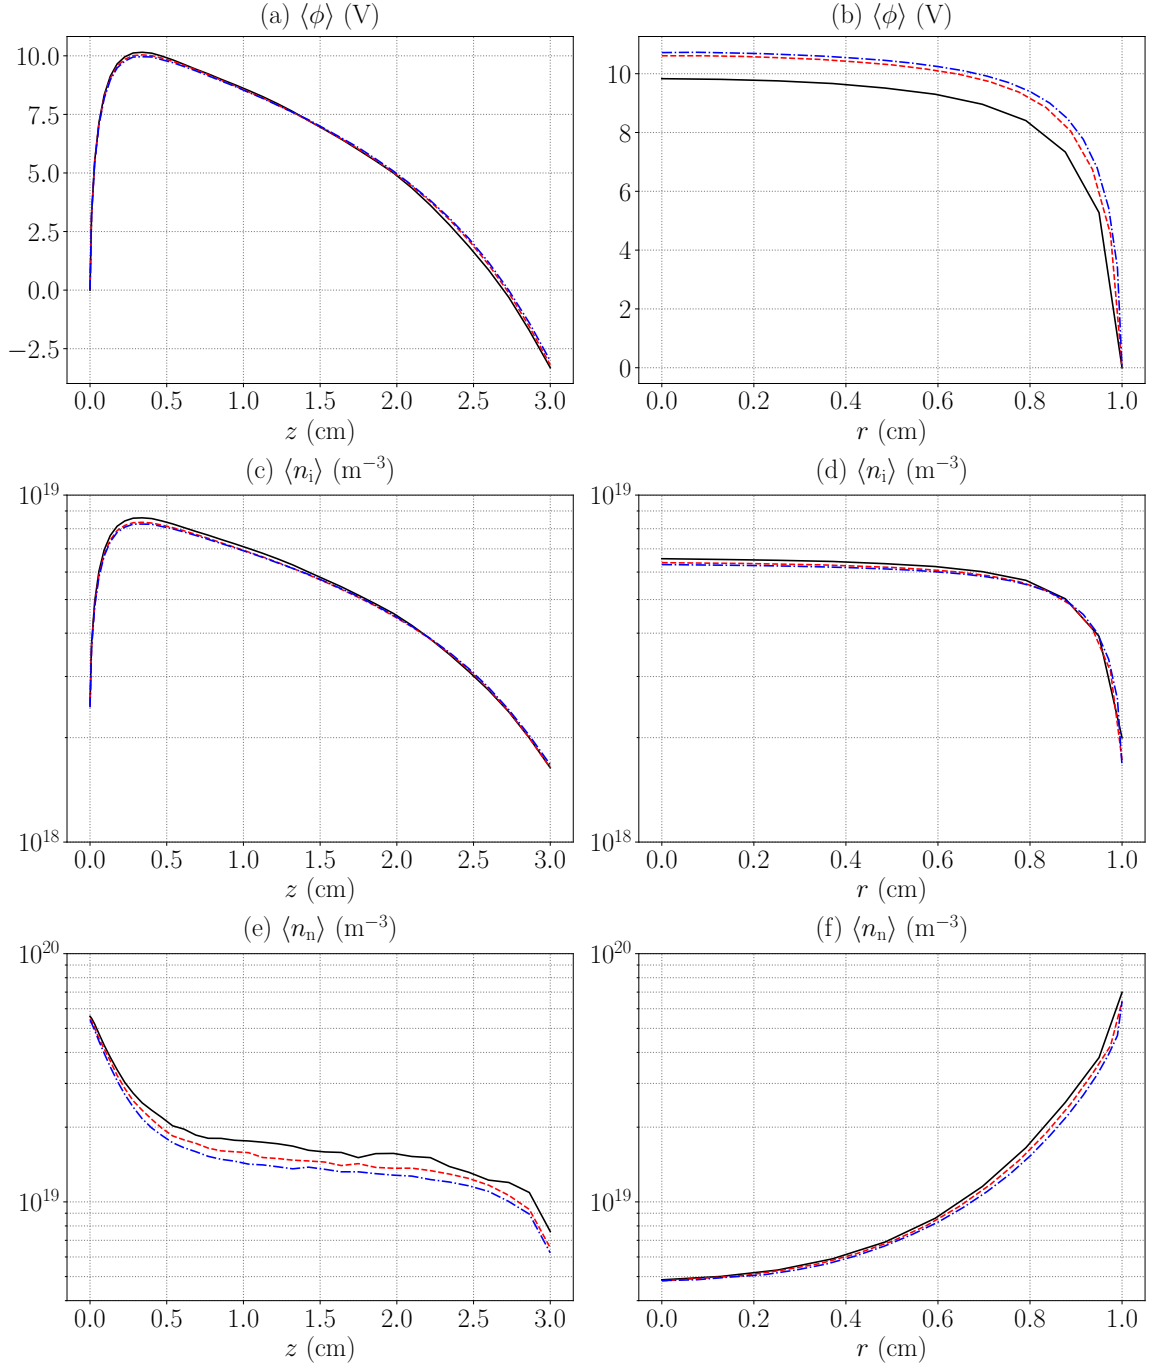 (a) ⟨ϕ⟩ (V)
10.0
7.5
5.0
2.5
0.0
−2.5
0.0 0.5 1.0 1.5 2.0 2.5 3.0
z (cm)
(b) ⟨ϕ⟩ (V)
10
8
6
4
2
0
0.0 0.2 0.4 0.6 0.8 1.0
r (cm)
(c) ⟨nᵢ⟩ (m⁻³)
10¹⁹
10¹⁸
0.0 0.5 1.0 1.5 2.0 2.5 3.0
z (cm)
(d) ⟨nᵢ⟩ (m⁻³)
10¹⁹
10¹⁸
0.0 0.2 0.4 0.6 0.8 1.0
r (cm)
(e) ⟨nₙ⟩ (m⁻³)
10²⁰
10¹⁹
0.0 0.5 1.0 1.5 2.0 2.5 3.0
z (cm)
(f) ⟨nₙ⟩ (m⁻³)
10²⁰
10¹⁹
0.0 0.2 0.4 0.6 0.8 1.0
r (cm)